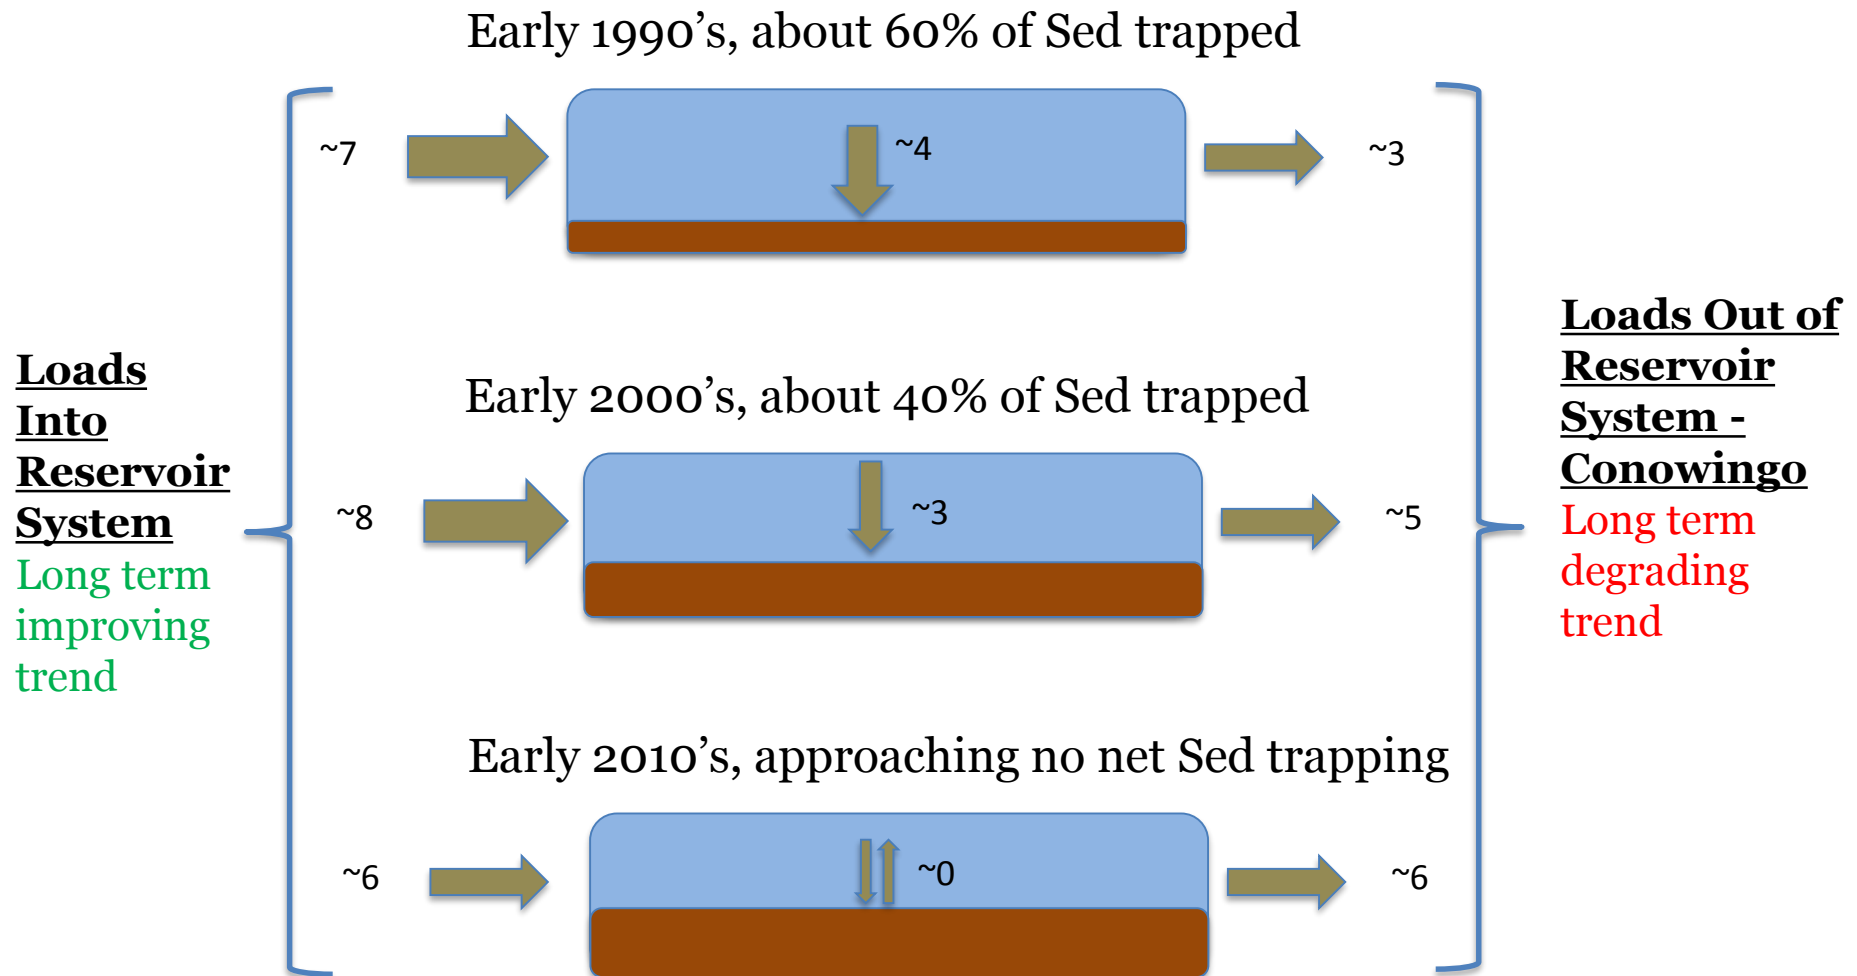 Early 1990’s, about 60% of Sed trapped
~7
~4
~3
Early 2000’s, about 40% of Sed trapped
~8
~3
~5
Early 2010’s, approaching no net Sed trapping
~6
~0
~6
Loads
Into
Reservoir
System
Long term
improving
trend
Loads Out of
Reservoir
System -
Conowingo
Long term
degrading
trend